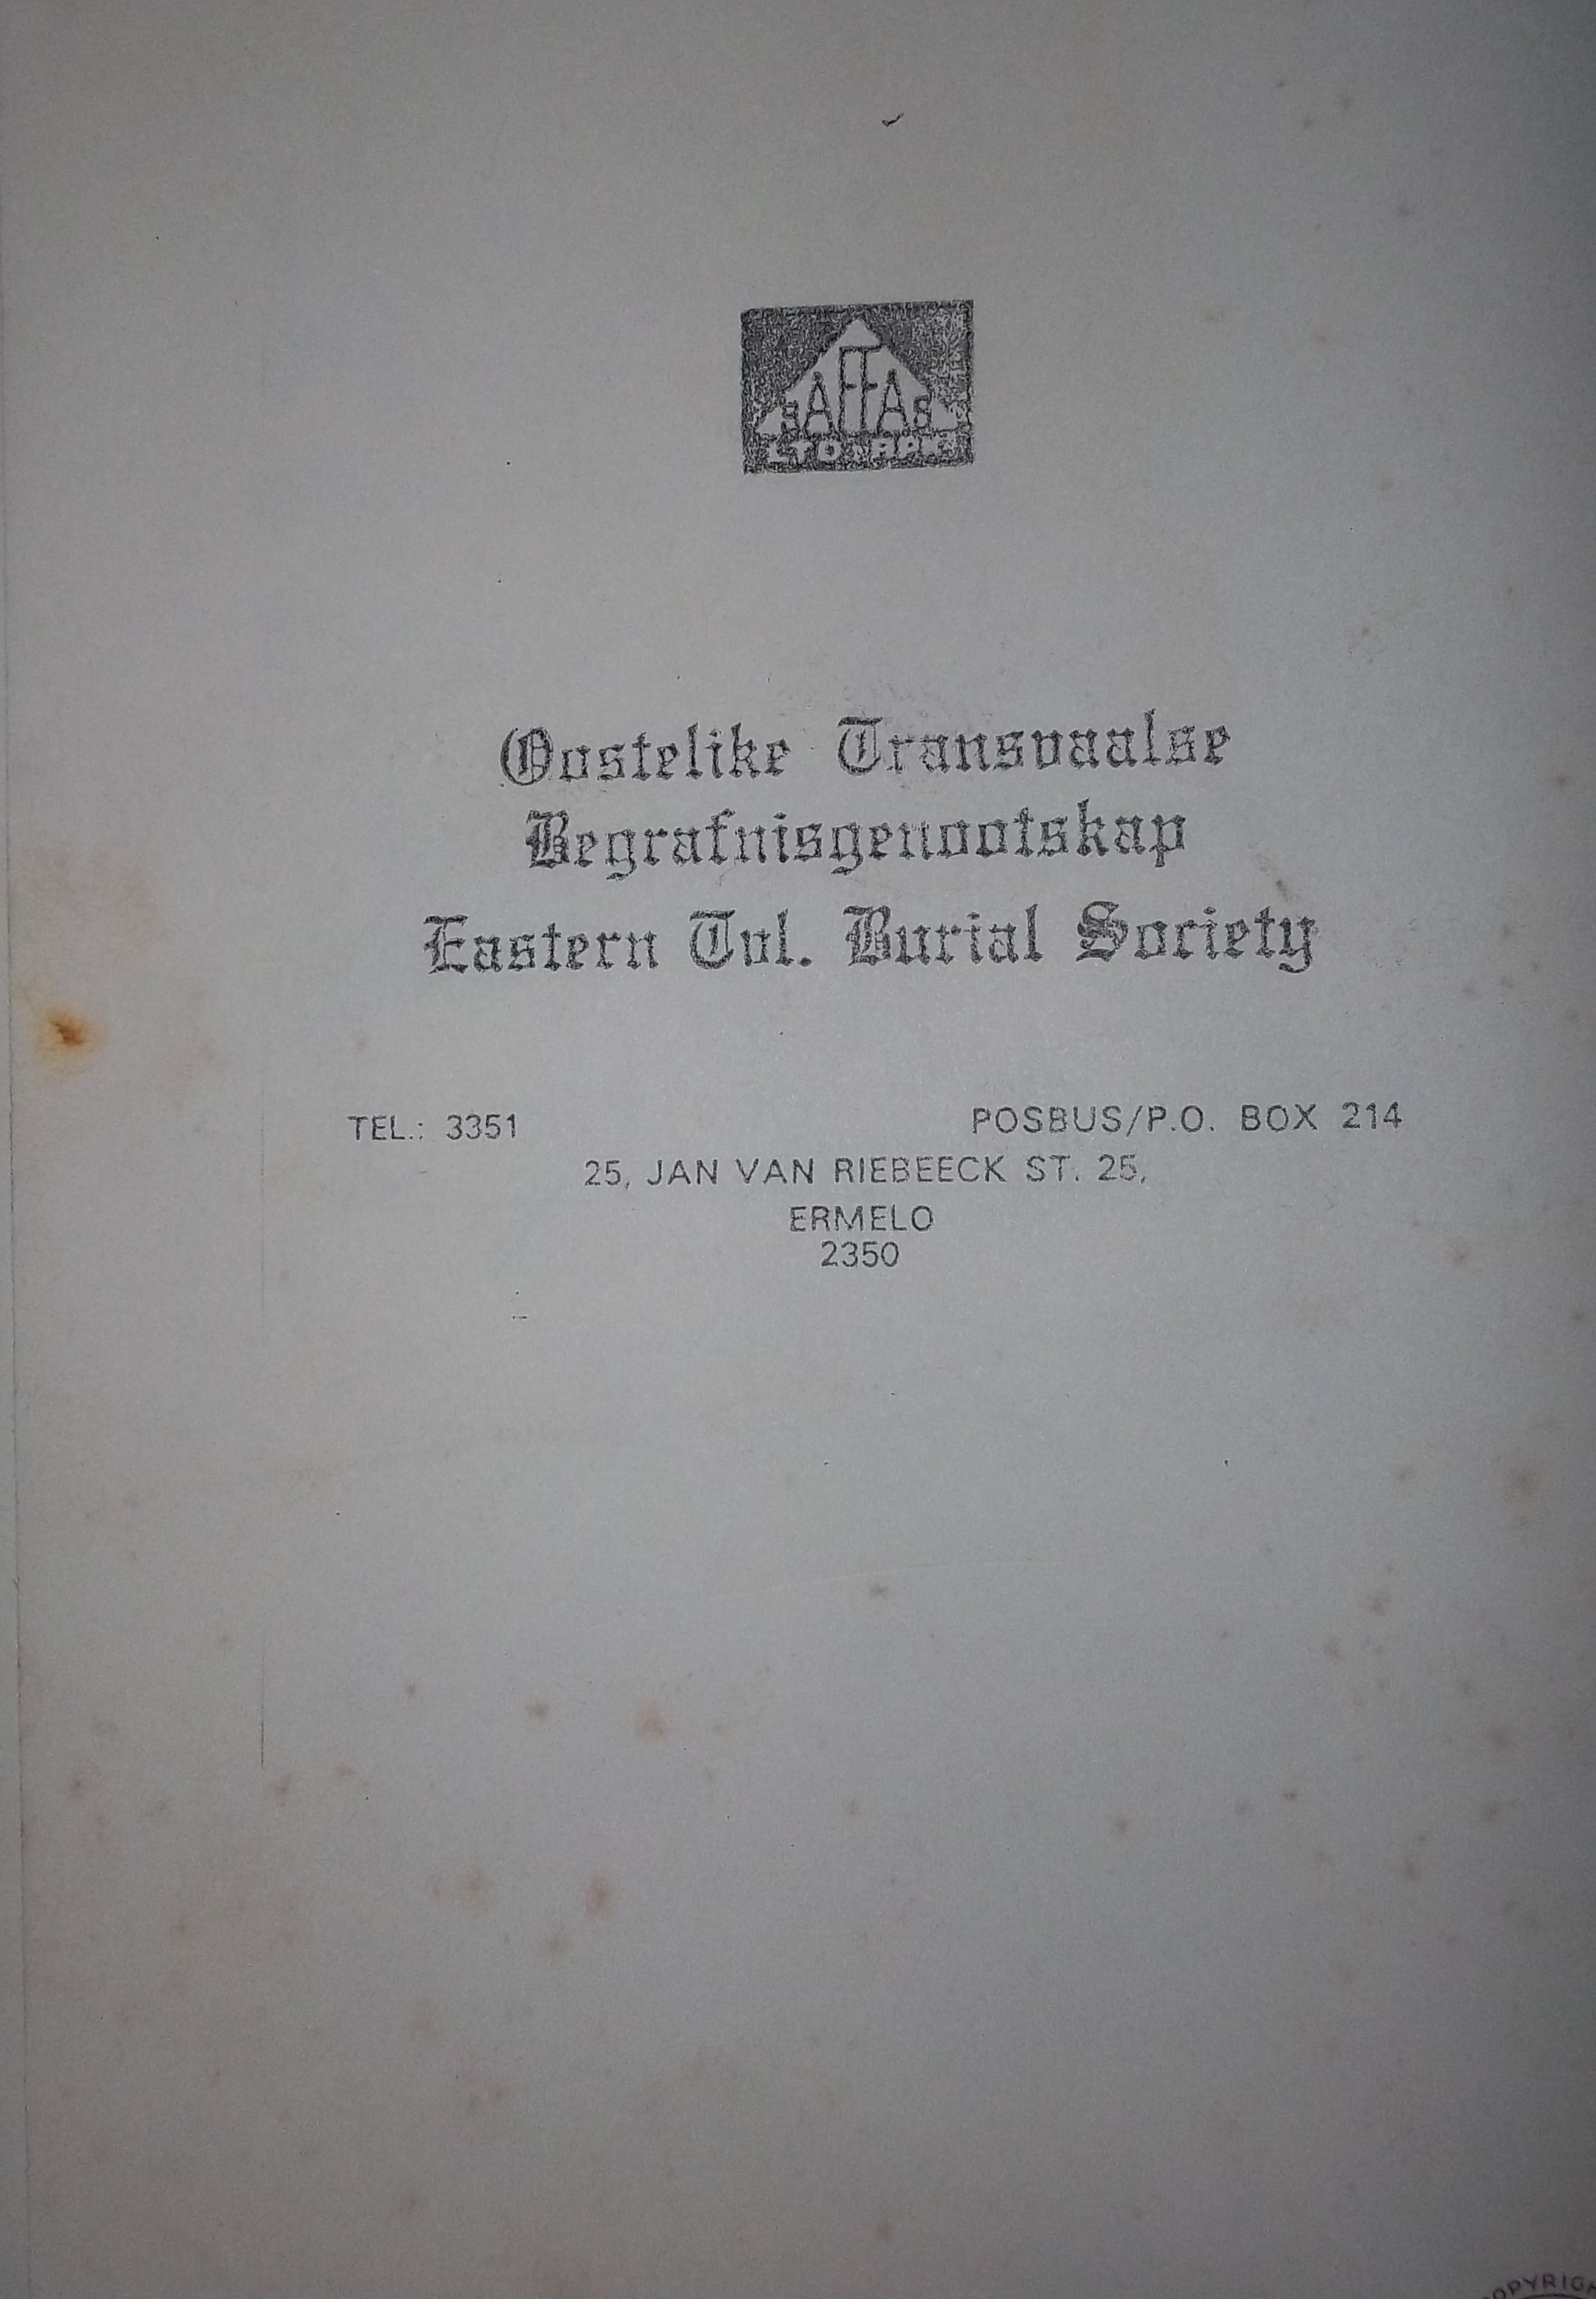 Oostelike Transvaalse
Begrafnisgenootskap
Eastern Tvl. Burial Society
TEL.: 3351 POSBUS/P.O. BOX 214
25, JAN VAN RIEBEECK ST. 25,
ERMELO
2350